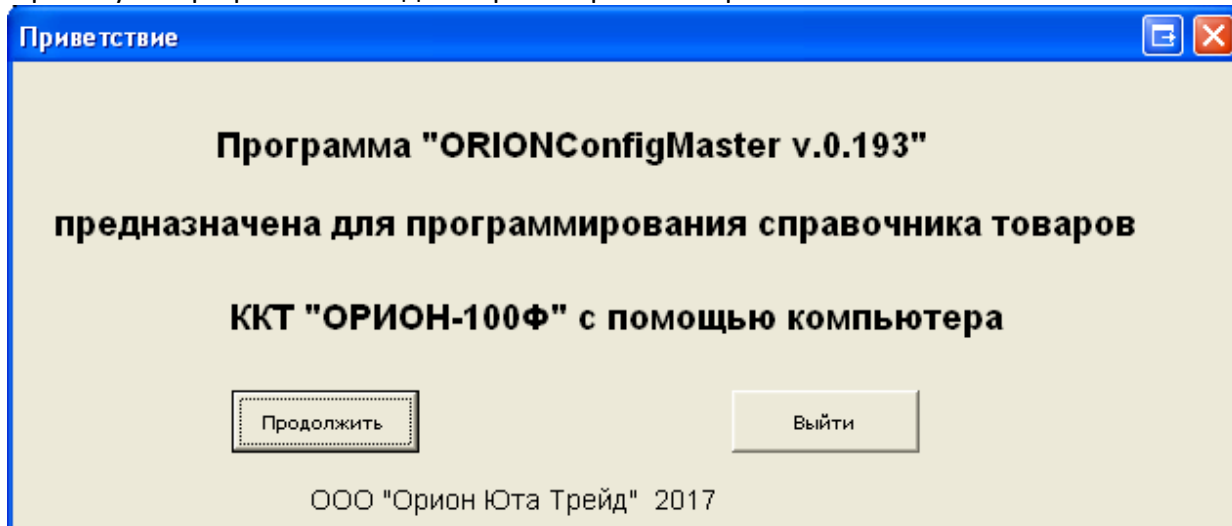 Приветствие
Программа "ORIONConfigMaster v.0.193"
предназначена для программирования справочника товаров
ККТ "ОРИОН-100Ф" с помощью компьютера
Продолжить
Выйти
ООО "Орион Юта Трейд" 2017